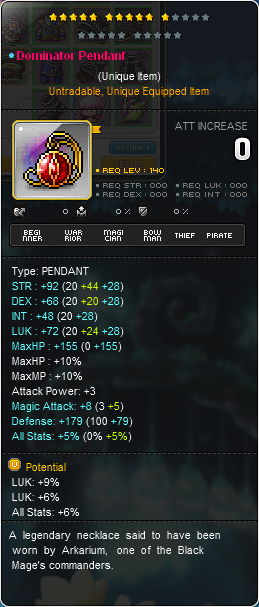 Dominator Pendant
(Unique Item)
Untradable, Unique Equipped Item
ATT INCREASE
0
REQ LEV : 140
REQ STR : 000
REQ LUK : 000
REQ DEX : 000
REQ INT : 000
0 0 % 0 %
BEGINNER WARRIOR MAGICIAN BOWMAN THIEF PIRATE
Type: PENDANT
STR : +92 (20 +44 +28)
DEX : +68 (20 +20 +28)
INT : +48 (20 +28)
LUK : +72 (20 +24 +28)
MaxHP : +155 (0 +155)
MaxHP : +10%
MaxMP : +10%
Attack Power: +3
Magic Attack: +8 (3 +5)
Defense: +179 (100 +79)
All Stats: +5% (0% +5%)
Potential
LUK: +9%
LUK: +6%
All Stats: +6%
A legendary necklace said to have been
worn by Arkarium, one of the Black
Mage's commanders.